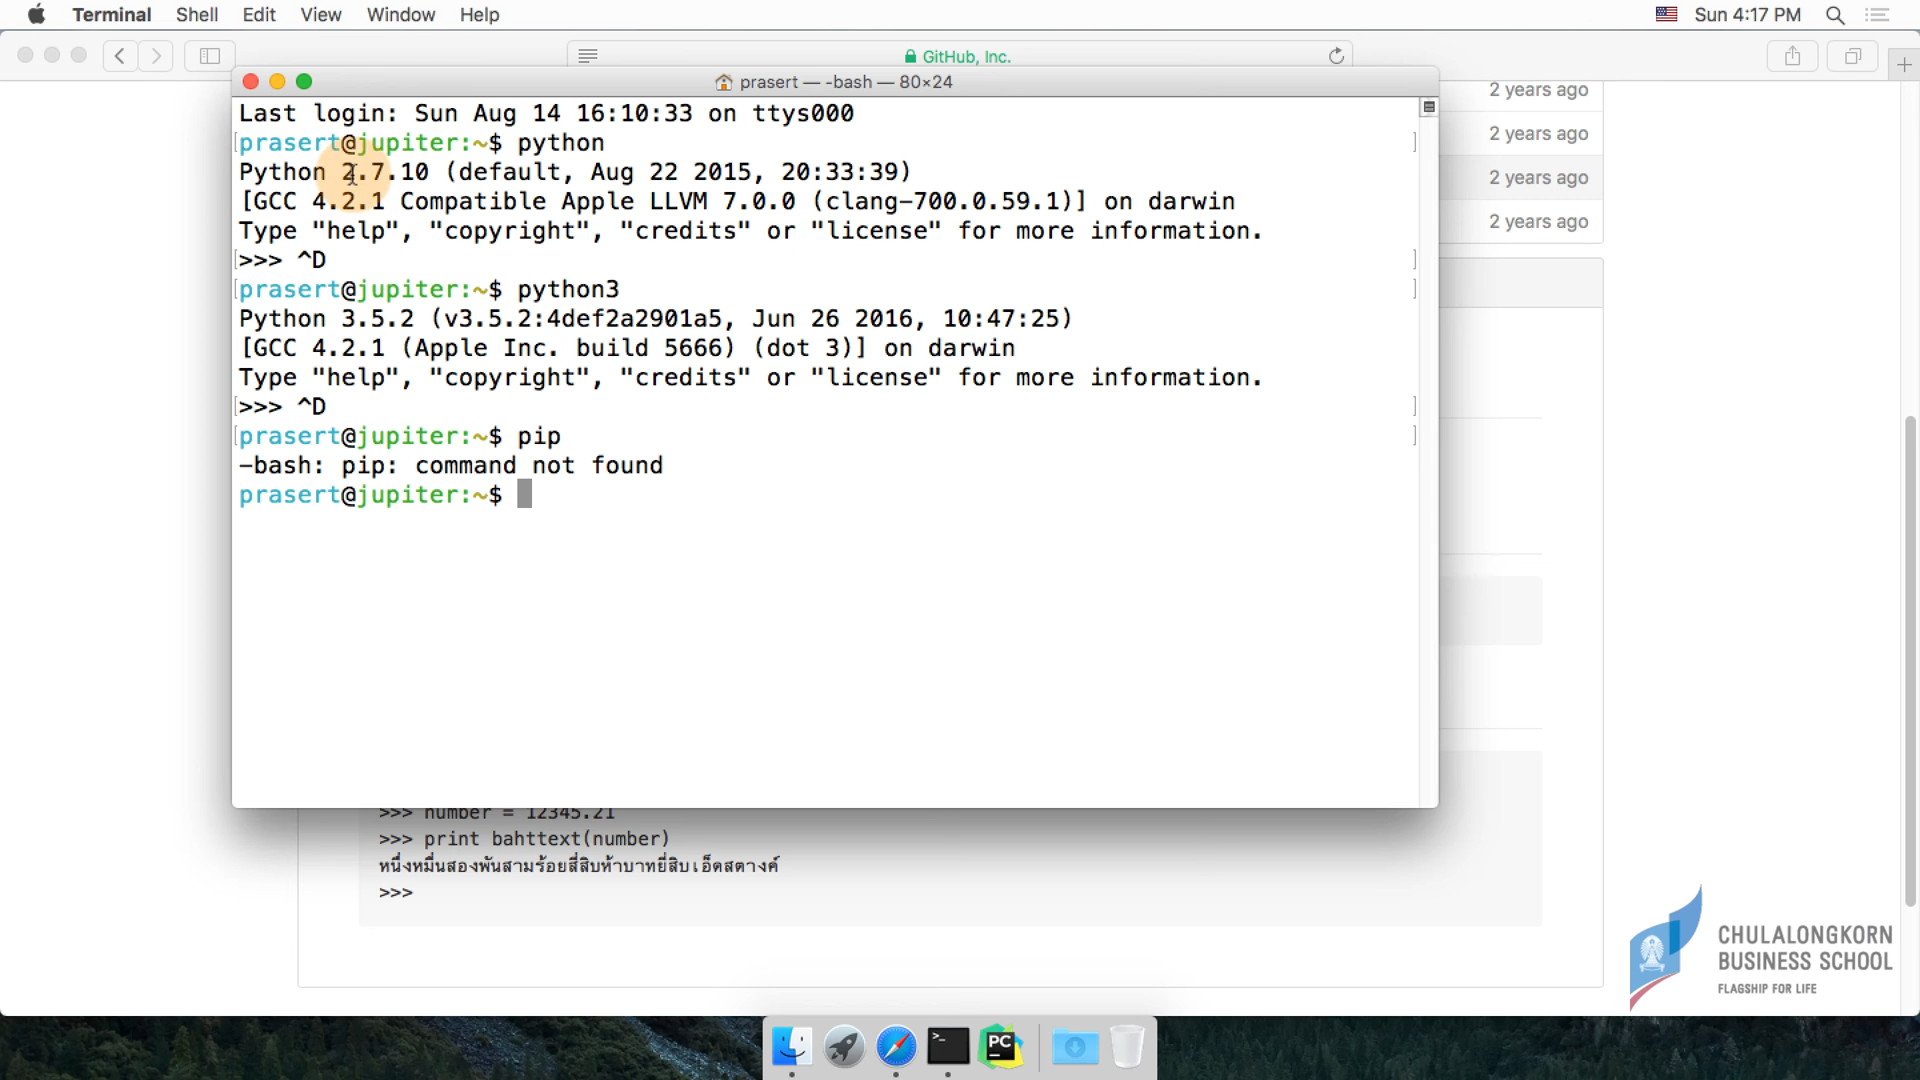 Terminal Shell Edit View Window Help
Sun 4:17 PM
GitHub, Inc.
prasert — -bash — 80×24
2 years ago
2 years ago
2 years ago
2 years ago
Last login: Sun Aug 14 16:10:33 on ttys000
prasert@jupiter:~$ python
Python 2.7.10 (default, Aug 22 2015, 20:33:39)
[GCC 4.2.1 Compatible Apple LLVM 7.0.0 (clang-700.0.59.1)] on darwin
Type "help", "copyright", "credits" or "license" for more information.
>>> ^D
prasert@jupiter:~$ python3
Python 3.5.2 (v3.5.2:4def2a2901a5, Jun 26 2016, 10:47:25)
[GCC 4.2.1 (Apple Inc. build 5666) (dot 3)] on darwin
Type "help", "copyright", "credits" or "license" for more information.
>>> ^D
prasert@jupiter:~$ pip
-bash: pip: command not found
prasert@jupiter:~$
>>> number = 12345.21
>>> print bahttext(number)
หนึ่งหมื่นสองพันสามร้อยสี่สิบห้าบาทยี่สิบเอ็ดสตางค์
>>>
CHULALONGKORN
BUSINESS SCHOOL
FLAGSHIP FOR LIFE
>_
PC